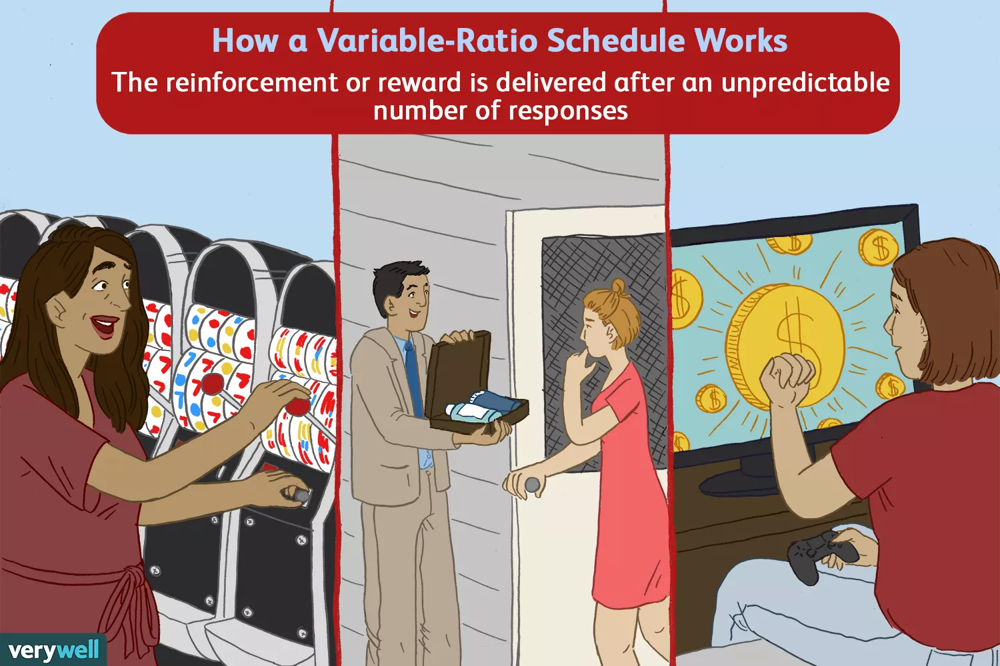 How a Variable-Ratio Schedule Works
The reinforcement or reward is delivered after an unpredictable
number of responses
verywell